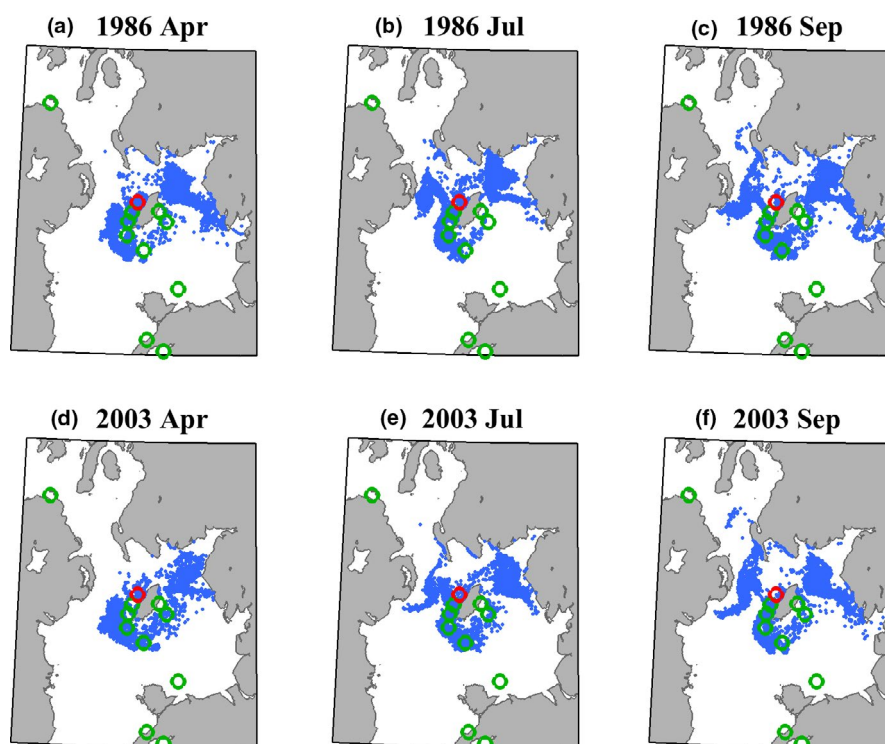 (a) 1986 Apr
(b) 1986 Jul
(c) 1986 Sep
(d) 2003 Apr
(e) 2003 Jul
(f) 2003 Sep